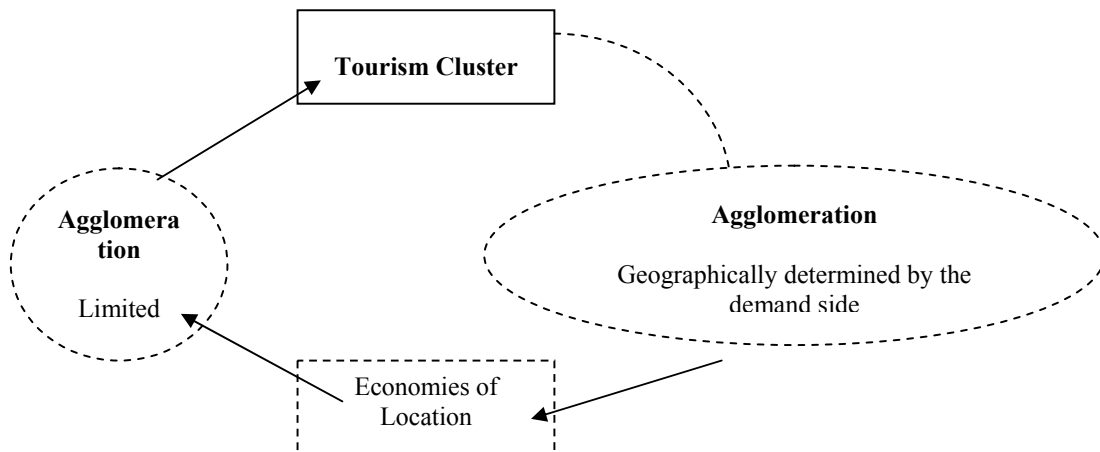 Tourism Cluster
Agglomera
tion
Limited
Agglomeration
Geographically determined by the
demand side
Economies of
Location